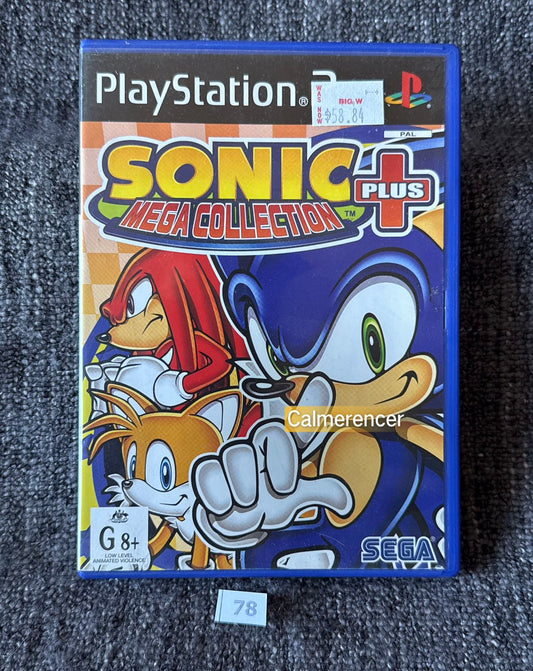 PlayStation®2
WAS
NOW
BIG W
$58.84
PAL
SONIC
MEGA COLLECTION™
PLUS
Calmerencer
G 8+
LOW LEVEL
ANIMATED VIOLENCE
SEGA
78